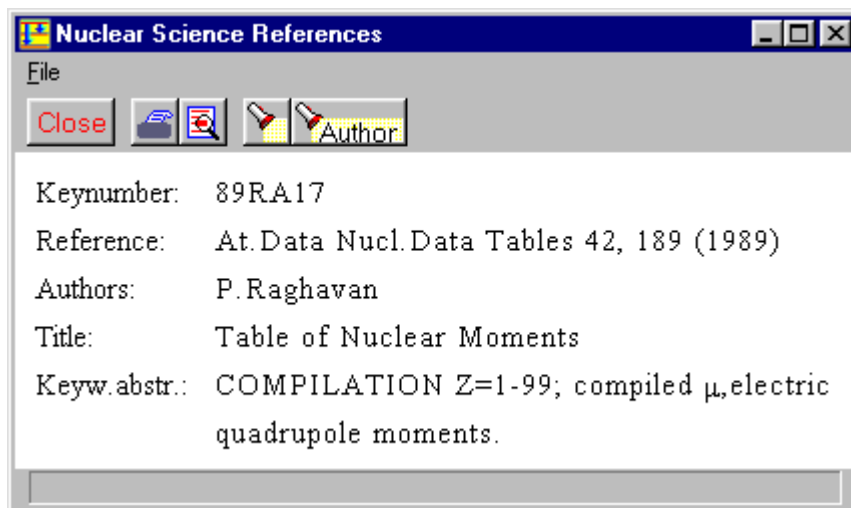 Nuclear Science References
File
Close Author
Keynumber: 89RA17
Reference: At.Data Nucl.Data Tables 42, 189 (1989)
Authors: P.Raghavan
Title: Table of Nuclear Moments
Keyw.abstr.: COMPILATION Z=1-99; compiled μ,electric
quadrupole moments.